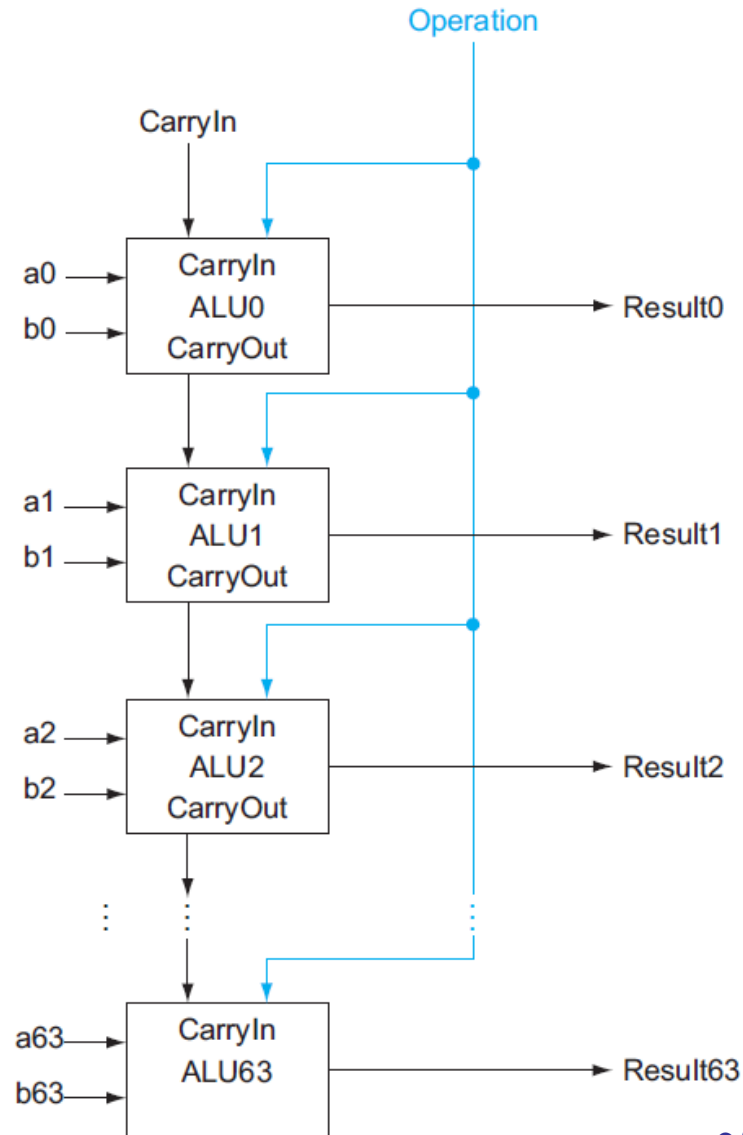 Operation
CarryIn
CarryIn
a0
ALU0
Result0
b0
CarryOut
CarryIn
a1
ALU1
Result1
b1
CarryOut
CarryIn
a2
ALU2
Result2
b2
CarryOut
CarryIn
a63
ALU63
Result63
b63